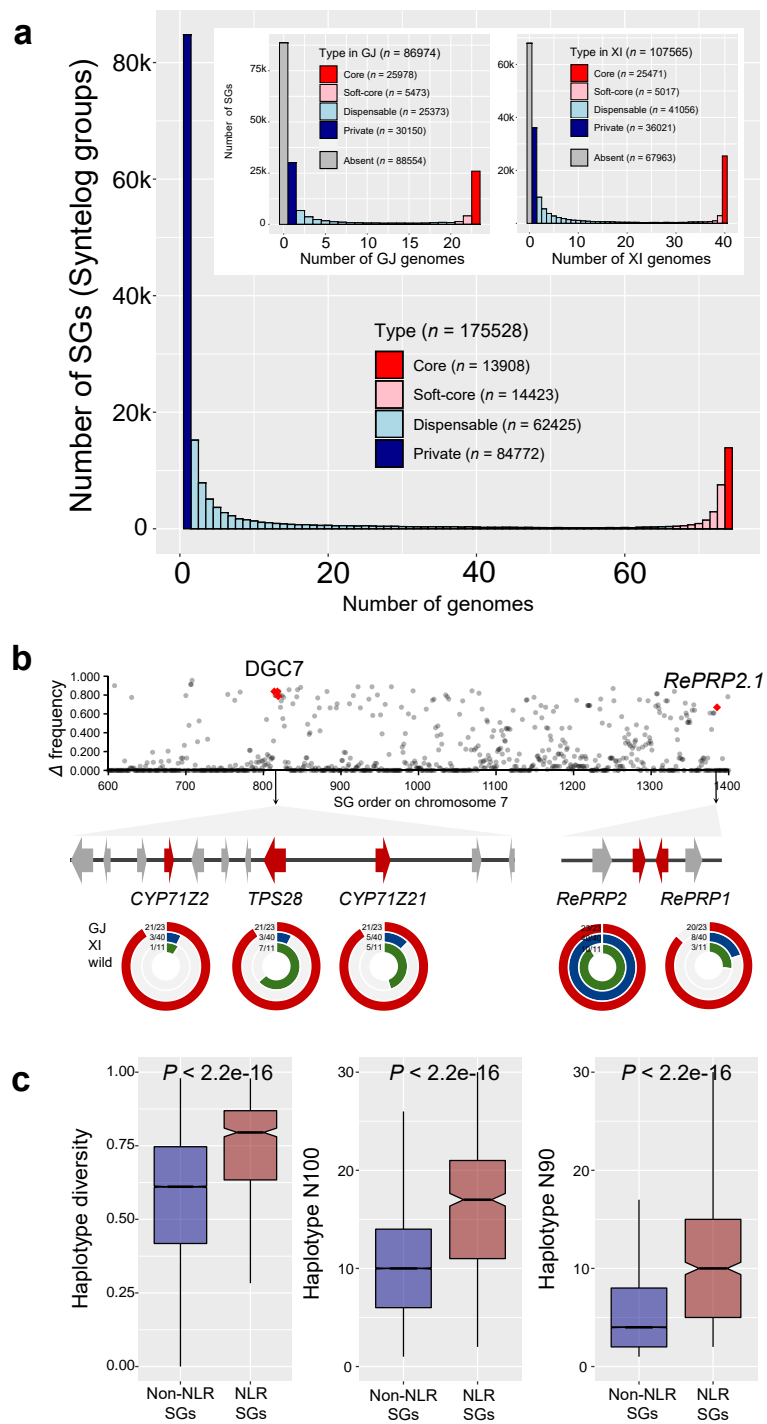 a
Number of SGs (Syntelog groups)
80k
60k
40k
20k
0
0 20 40 60
Number of genomes
Type (n = 175528)
Core (n = 13908)
Soft-core (n = 14423)
Dispensable (n = 62425)
Private (n = 84772)
Number of SGs
75k
50k
25k
0
0 5 10 15 20
Number of GJ genomes
Type in GJ (n = 86974)
Core (n = 25978)
Soft-core (n = 5473)
Dispensable (n = 25373)
Private (n = 30150)
Absent (n = 88554)
60k
40k
20k
0 10 20 30 40
Number of XI genomes
Type in XI (n = 107565)
Core (n = 25471)
Soft-core (n = 5017)
Dispensable (n = 41056)
Private (n = 36021)
Absent (n = 67963)
b
DGC7
RePRP2.1
Δ frequency
1.000
0.800
0.600
0.400
0.200
0.000
600 700 800 900 1000 1100 1200 1300 1400
SG order on chromosome 7
CYP71Z2 TPS28 CYP71Z21 RePRP2 RePRP1
GJ
XI
wild
21/23
3/40
1/11
21/23
3/40
7/11
21/23
5/40
5/11
20/23
8/40
3/11
c
Haplotype diversity
1.00
0.75
0.50
0.25
0.00
P < 2.2e-16
Non-NLR SGs
NLR SGs
Haplotype N100
30
20
10
0
P < 2.2e-16
Non-NLR SGs
NLR SGs
Haplotype N90
30
20
10
0
P < 2.2e-16
Non-NLR SGs
NLR SGs